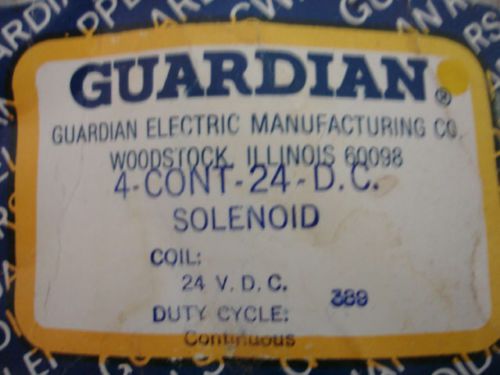 GUARDIAN®
GUARDIAN ELECTRIC MANUFACTURING CO.
WOODSTOCK, ILLINOIS 60098
4-CONT-24-D.C.
SOLENOID
COIL:
24 V.D.C.
389
DUTY CYCLE:
Continuous